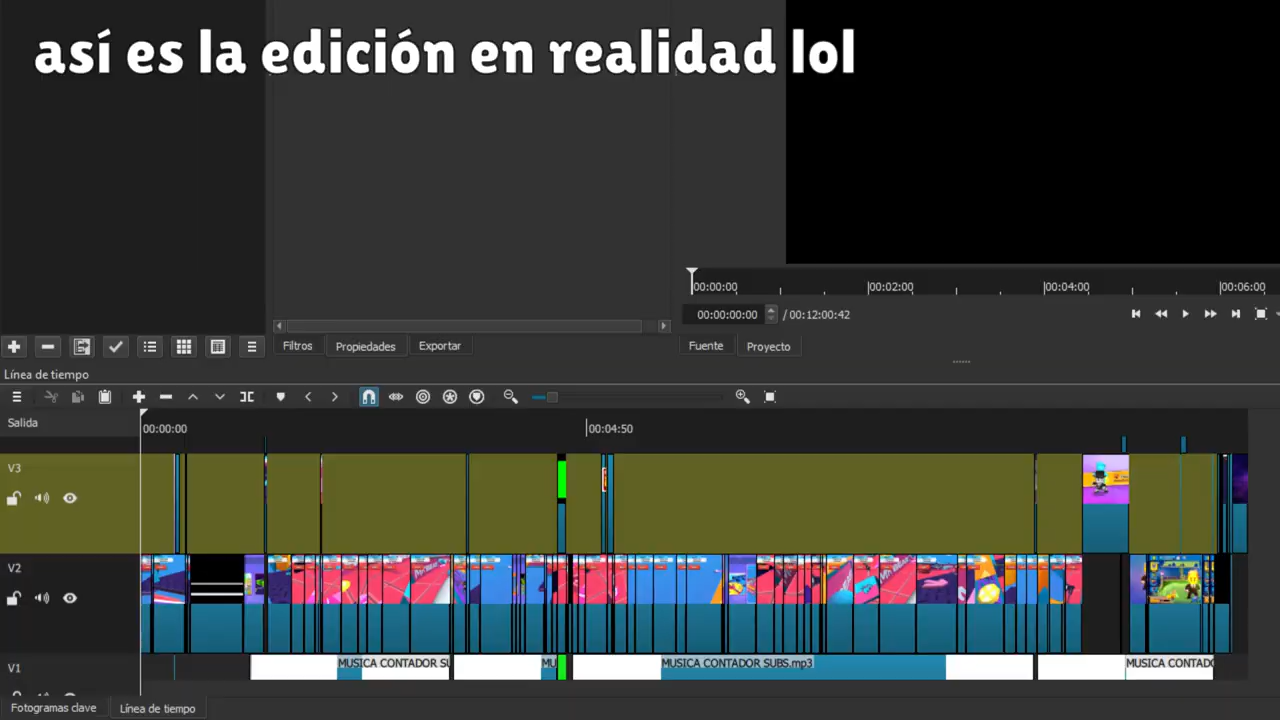 así es la edición en realidad lol
00:00:00
00:02:00
00:04:00
00:06:00
00:00:00:00 / 00:12:00:42
Filtros Propiedades Exportar
Fuente Proyecto
Línea de tiempo
Salida
00:00:00
00:04:50
V3
V2
V1
MUSICA CONTADOR SU
MU
MUSICA CONTADOR SUBS.mp3
MUSICA CONTADO
Fotogramas clave Línea de tiempo